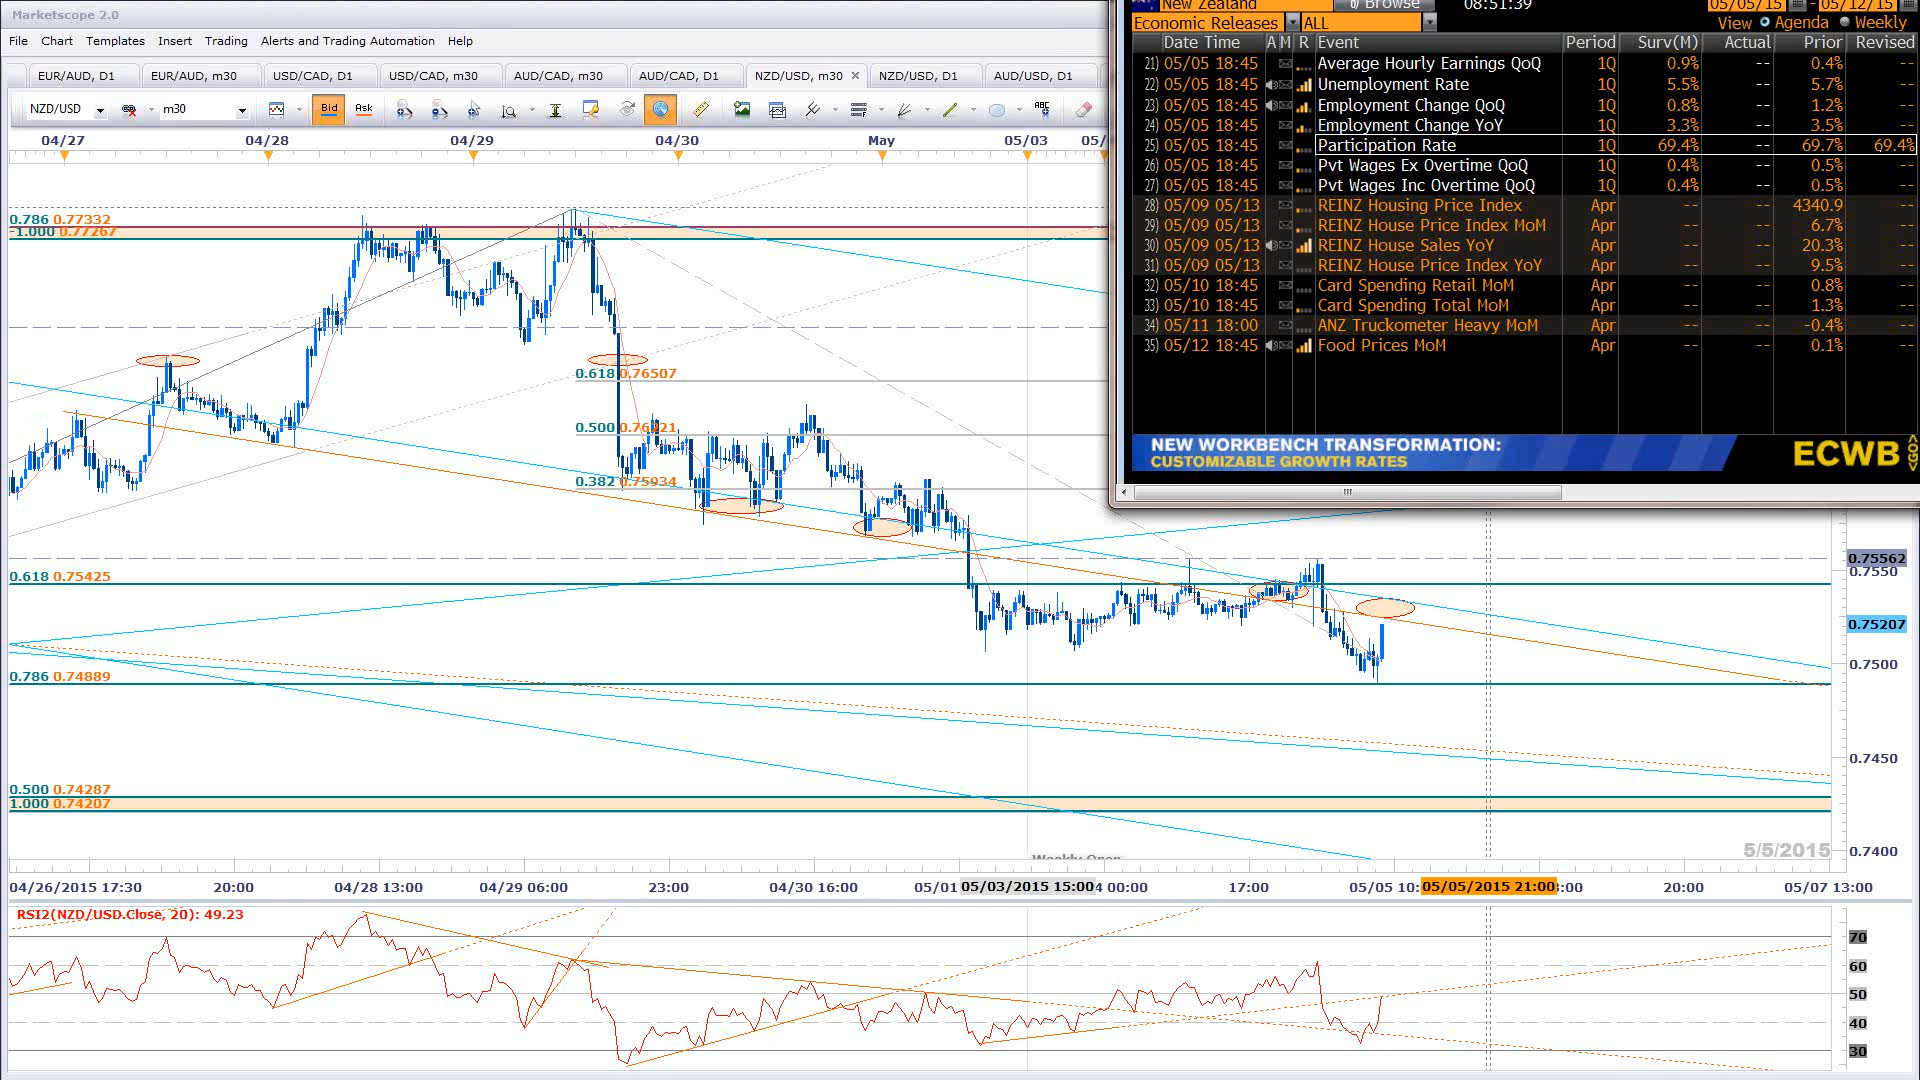 Marketscope 2.0
File Chart Templates Insert Trading Alerts and Trading Automation Help
EUR/AUD, D1 EUR/AUD, m30 USD/CAD, D1 USD/CAD, m30 AUD/CAD, m30 AUD/CAD, D1 NZD/USD, m30 NZD/USD, D1 AUD/USD, D1
NZD/USD m30 Bid Ask ABC
04/27 04/28 04/29 04/30 May 05/03 05/
0.786 0.77332
-1.000 0.77267
0.618 0.76507
0.500 0.76221
0.382 0.75934
0.75562
0.7550
0.618 0.75425
0.75207
0.7500
0.786 0.74889
0.7450
0.500 0.74287
1.000 0.74207
0.7400
Weekly Open
5/5/2015
04/26/2015 17:30 20:00 04/28 13:00 04/29 06:00 23:00 04/30 16:00 05/01 05/03/2015 15:00 4 00:00 17:00 05/05 10: 05/05/2015 21:00 :00 20:00 05/07 13:00
RSI2(NZD/USD.Close, 20): 49.23
70
60
50
40
30
New Zealand Browse 08:51:39 05/05/15 - 05/12/15
Economic Releases ALL View Agenda Weekly
Date Time A M R Event Period Surv(M) Actual Prior Revised
21) 05/05 18:45 Average Hourly Earnings QoQ 1Q 0.9% -- 0.4% --
22) 05/05 18:45 Unemployment Rate 1Q 5.5% -- 5.7% --
23) 05/05 18:45 Employment Change QoQ 1Q 0.8% -- 1.2% --
24) 05/05 18:45 Employment Change YoY 1Q 3.3% -- 3.5% --
25) 05/05 18:45 Participation Rate 1Q 69.4% -- 69.7% 69.4%
26) 05/05 18:45 Pvt Wages Ex Overtime QoQ 1Q 0.4% -- 0.5% --
27) 05/05 18:45 Pvt Wages Inc Overtime QoQ 1Q 0.4% -- 0.5% --
28) 05/09 05/13 REINZ Housing Price Index Apr -- -- 4340.9 --
29) 05/09 05/13 REINZ House Price Index MoM Apr -- -- 6.7% --
30) 05/09 05/13 REINZ House Sales YoY Apr -- -- 20.3% --
31) 05/09 05/13 REINZ House Price Index YoY Apr -- -- 9.5% --
32) 05/10 18:45 Card Spending Retail MoM Apr -- -- 0.8% --
33) 05/10 18:45 Card Spending Total MoM Apr -- -- 1.3% --
34) 05/11 18:00 ANZ Truckometer Heavy MoM Apr -- -- -0.4% --
35) 05/12 18:45 Food Prices MoM Apr -- -- 0.1% --
NEW WORKBENCH TRANSFORMATION:
CUSTOMIZABLE GROWTH RATES
ECWB <GO>